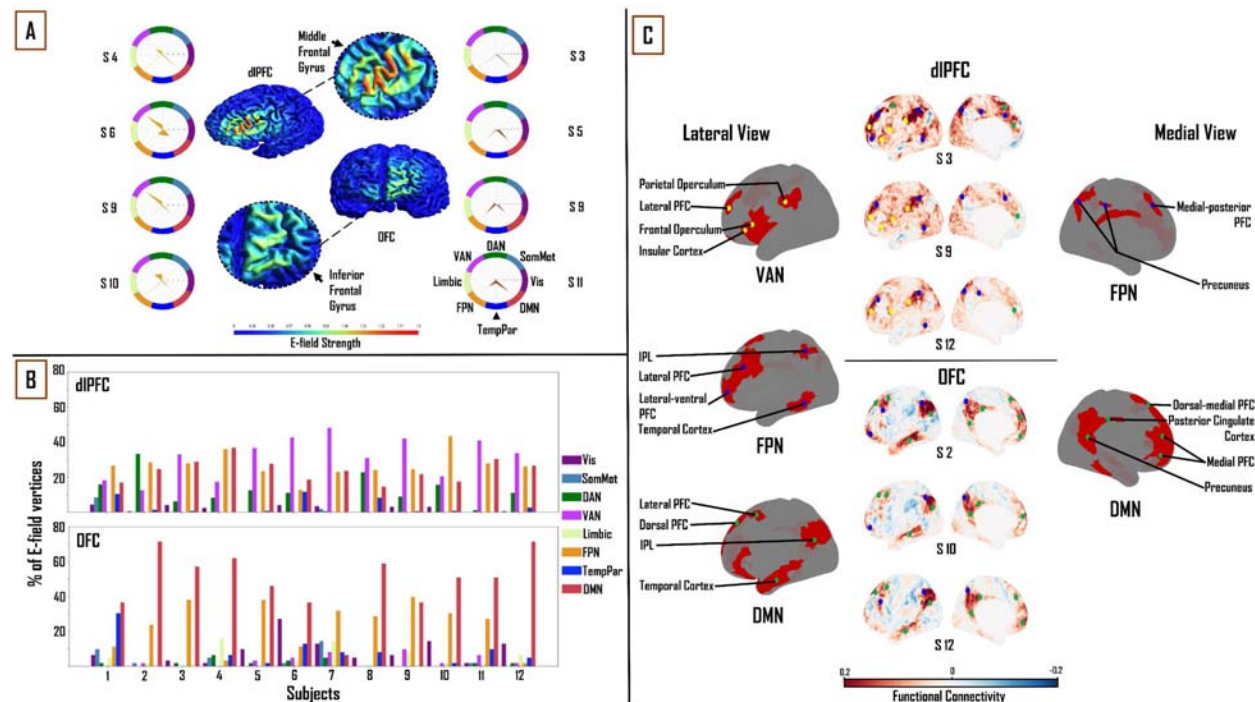 A
S 4
S 6
S 9
S 10
Middle
Frontal
Gyrus
dlPFC
OFC
Inferior
Frontal
Gyrus
S 3
S 5
S 9
S 11
DAN
VAN
SomMot
Limbic
Vis
FPN
DMN
TempPar
E-field Strength
B
% of E-field vertices
dlPFC
80
60
40
20
OFC
80
60
40
20
Vis
SomMot
DAN
VAN
Limbic
FPN
TempPar
DMN
1 2 3 4 5 6 7 8 9 10 11 12
Subjects
C
dlPFC
Lateral View
Medial View
Parietal Operculum
Lateral PFC
Frontal Operculum
Insular Cortex
VAN
S 3
S 9
S 12
Medial-posterior
PFC
Precuneus
FPN
IPL
Lateral PFC
Lateral-ventral
PFC
Temporal Cortex
FPN
OFC
S 2
S 10
S 12
Dorsal-medial PFC
Posterior Cingulate
Cortex
Medial PFC
Precuneus
DMN
Lateral PFC
Dorsal PFC
IPL
Temporal Cortex
DMN
0.2 0 -0.2
Functional Connectivity